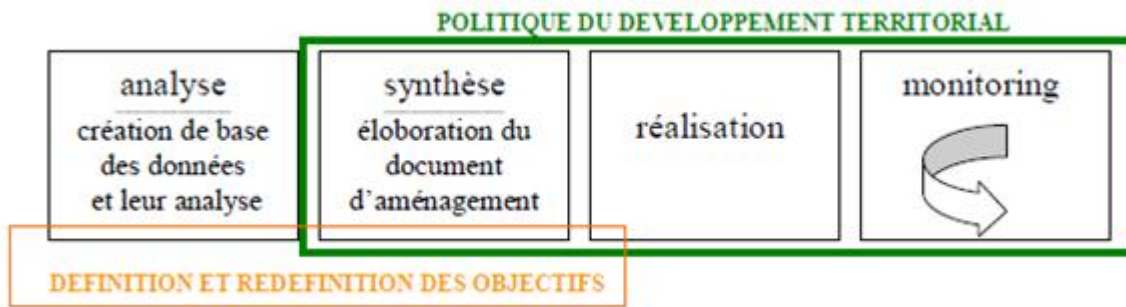 POLITIQUE DU DEVELOPPEMENT TERRITORIAL
analyse
création de base
des données
et leur analyse
synthèse
éloboration du
document
d'aménagement
réalisation
monitoring
DEFINITION ET REDEFINITION DES OBJECTIFS